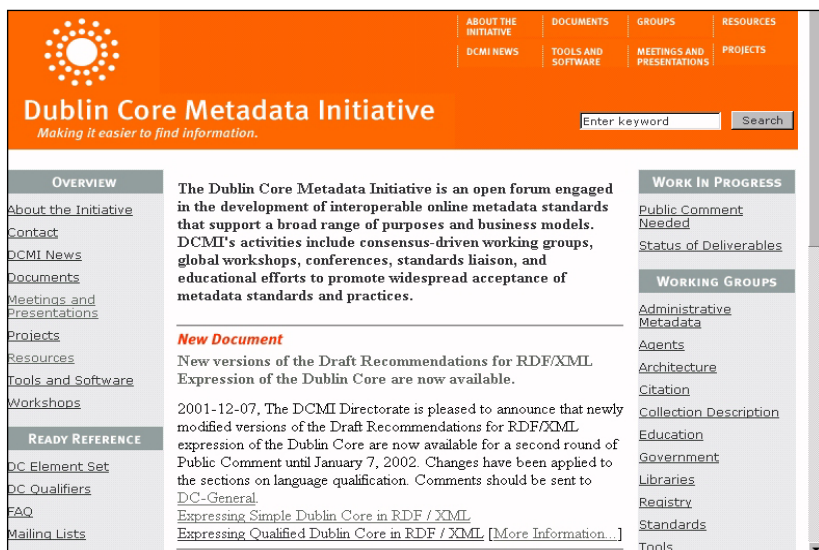 ABOUT THE INITIATIVE
DOCUMENTS
GROUPS
RESOURCES
DCMI NEWS
TOOLS AND SOFTWARE
MEETINGS AND PRESENTATIONS
PROJECTS
Dublin Core Metadata Initiative
Making it easier to find information.
Enter keyword
Search
OVERVIEW
About the Initiative
Contact
DCMI News
Documents
Meetings and
Presentations
Projects
Resources
Tools and Software
Workshops
READY REFERENCE
DC Element Set
DC Qualifiers
FAQ
Mailing Lists
The Dublin Core Metadata Initiative is an open forum engaged
in the development of interoperable online metadata standards
that support a broad range of purposes and business models.
DCMI's activities include consensus-driven working groups,
global workshops, conferences, standards liaison, and
educational efforts to promote widespread acceptance of
metadata standards and practices.
New Document
New versions of the Draft Recommendations for RDF/XML
Expression of the Dublin Core are now available.
2001-12-07, The DCMI Directorate is pleased to announce that newly
modified versions of the Draft Recommendations for RDF/XML
expression of the Dublin Core are now available for a second round of
Public Comment until January 7, 2002. Changes have been applied to
the sections on language qualification. Comments should be sent to
DC-General.
Expressing Simple Dublin Core in RDF / XML
Expressing Qualified Dublin Core in RDF / XML [More Information...]
WORK IN PROGRESS
Public Comment
Needed
Status of Deliverables
WORKING GROUPS
Administrative
Metadata
Agents
Architecture
Citation
Collection Description
Education
Government
Libraries
Registry
Standards
Tools